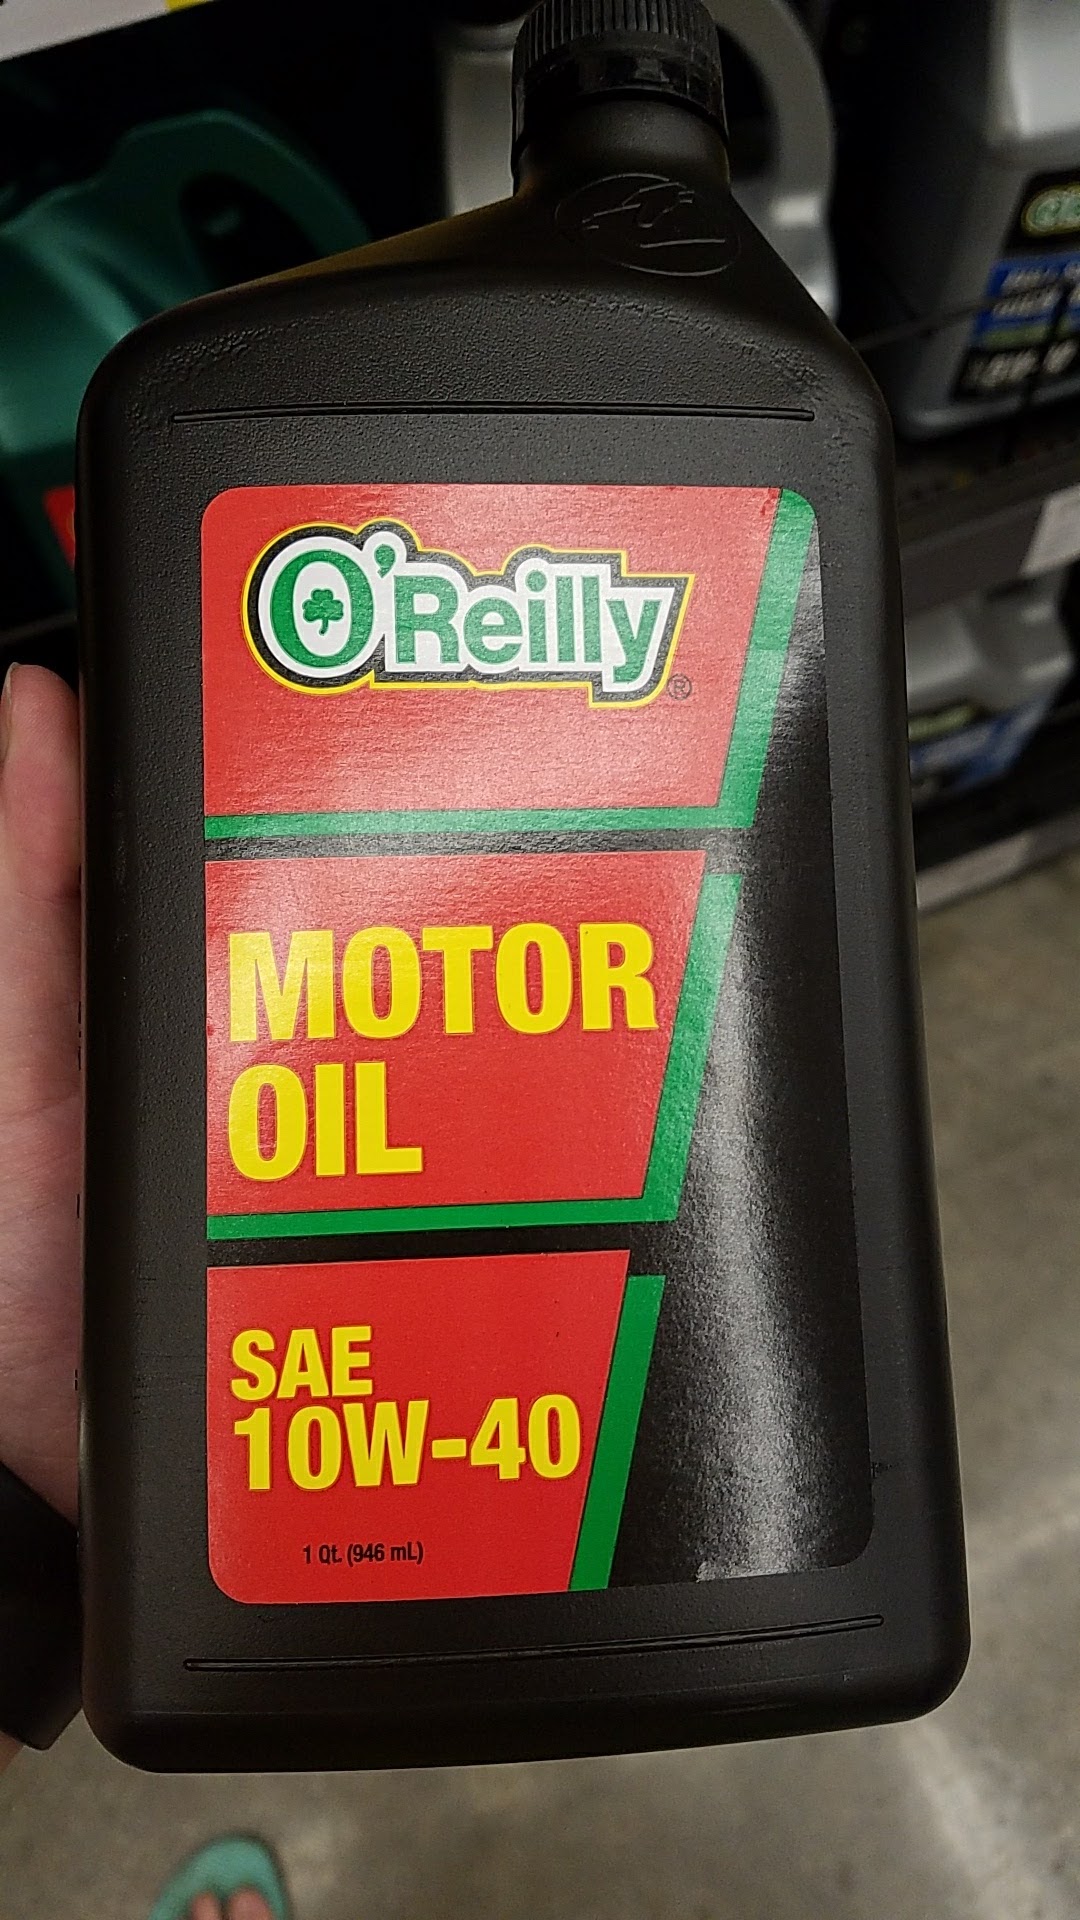 O'Reilly®
MOTOR
OIL
SAE
10W-40
1 Qt. (946 mL)